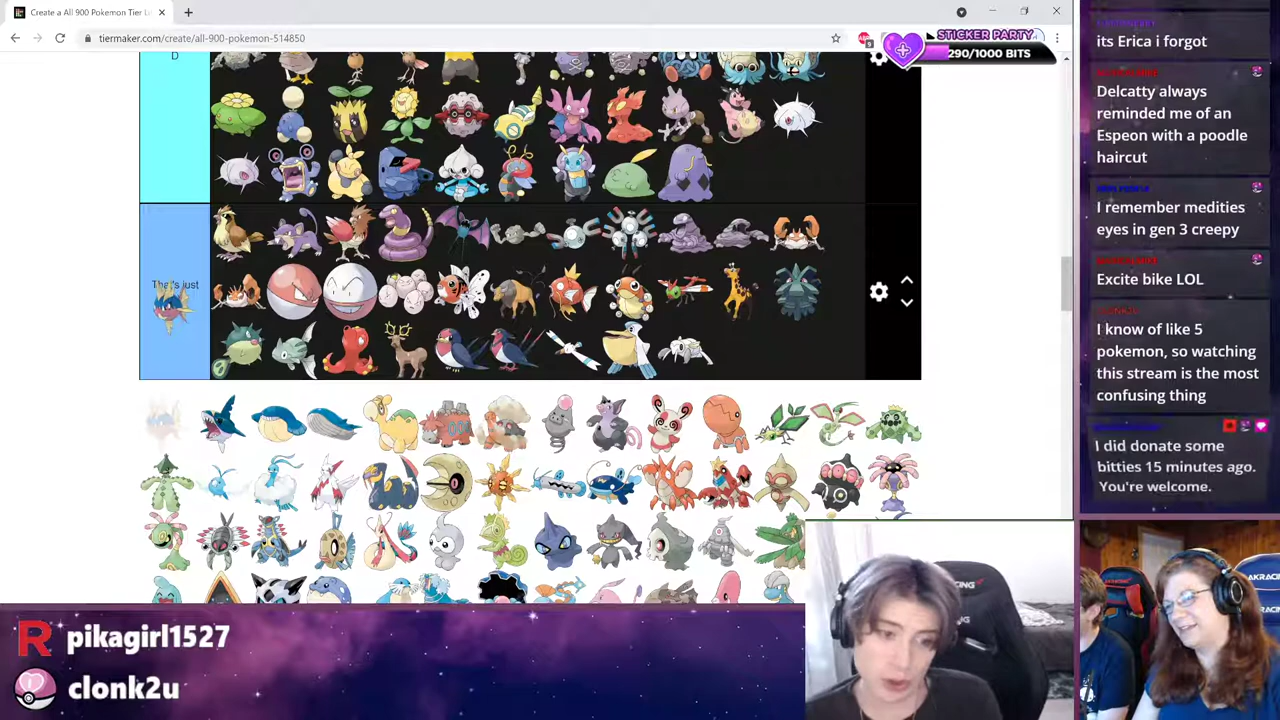 Create a All 900 Pokemon Tier Li
tiermaker.com/create/all-900-pokemon-514850
9
STICKER PARTY
290/1000 BITS
D
That's just
its Erica i forgot
Delcatty always
reminded me of an
Espeon with a poodle
haircut
I remember medities
eyes in gen 3 creepy
Excite bike LOL
I know of like 5
pokemon, so watching
this stream is the most
confusing thing
I did donate some
bitties 15 minutes ago.
You're welcome.
R pikagirl1527
clonk2u
AKRACING